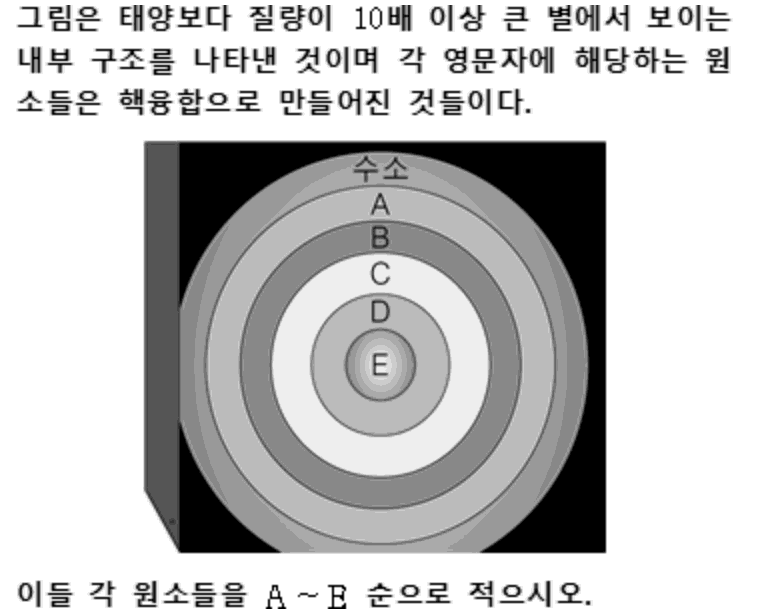 그림은 태양보다 질량이 10배 이상 큰 별에서 보이는
내부 구조를 나타낸 것이며 각 영문자에 해당하는 원
소들은 핵융합으로 만들어진 것들이다.
수소
A
B
C
D
E
이들 각 원소들을 A ~ E 순으로 적으시오.